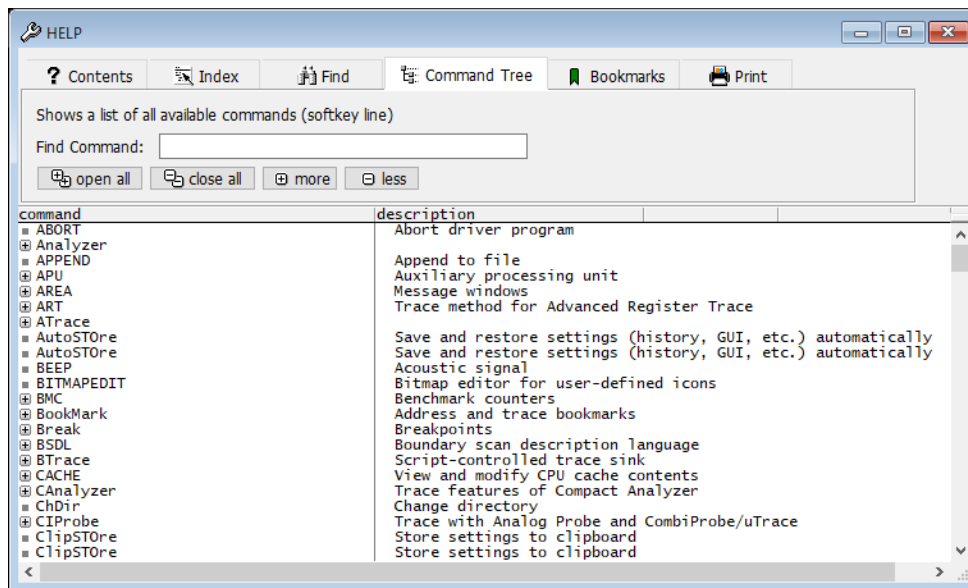 HELP
? Contents Index Find Command Tree Bookmarks Print
Shows a list of all available commands (softkey line)
Find Command:
open all close all more less
command description
ABORT Abort driver program
Analyzer
APPEND Append to file
APU Auxiliary processing unit
AREA Message windows
ART Trace method for Advanced Register Trace
ATrace
AutoSTOre Save and restore settings (history, GUI, etc.) automatically
AutoSTOre Save and restore settings (history, GUI, etc.) automatically
BEEP Acoustic signal
BITMAPEDIT Bitmap editor for user-defined icons
BMC Benchmark counters
BookMark Address and trace bookmarks
Break Breakpoints
BSDL Boundary scan description language
BTrace Script-controlled trace sink
CACHE View and modify CPU cache contents
CAnalyzer Trace features of Compact Analyzer
ChDir Change directory
CIProbe Trace with Analog Probe and CombiProbe/uTrace
ClipSTOre Store settings to clipboard
ClipSTOre Store settings to clipboard